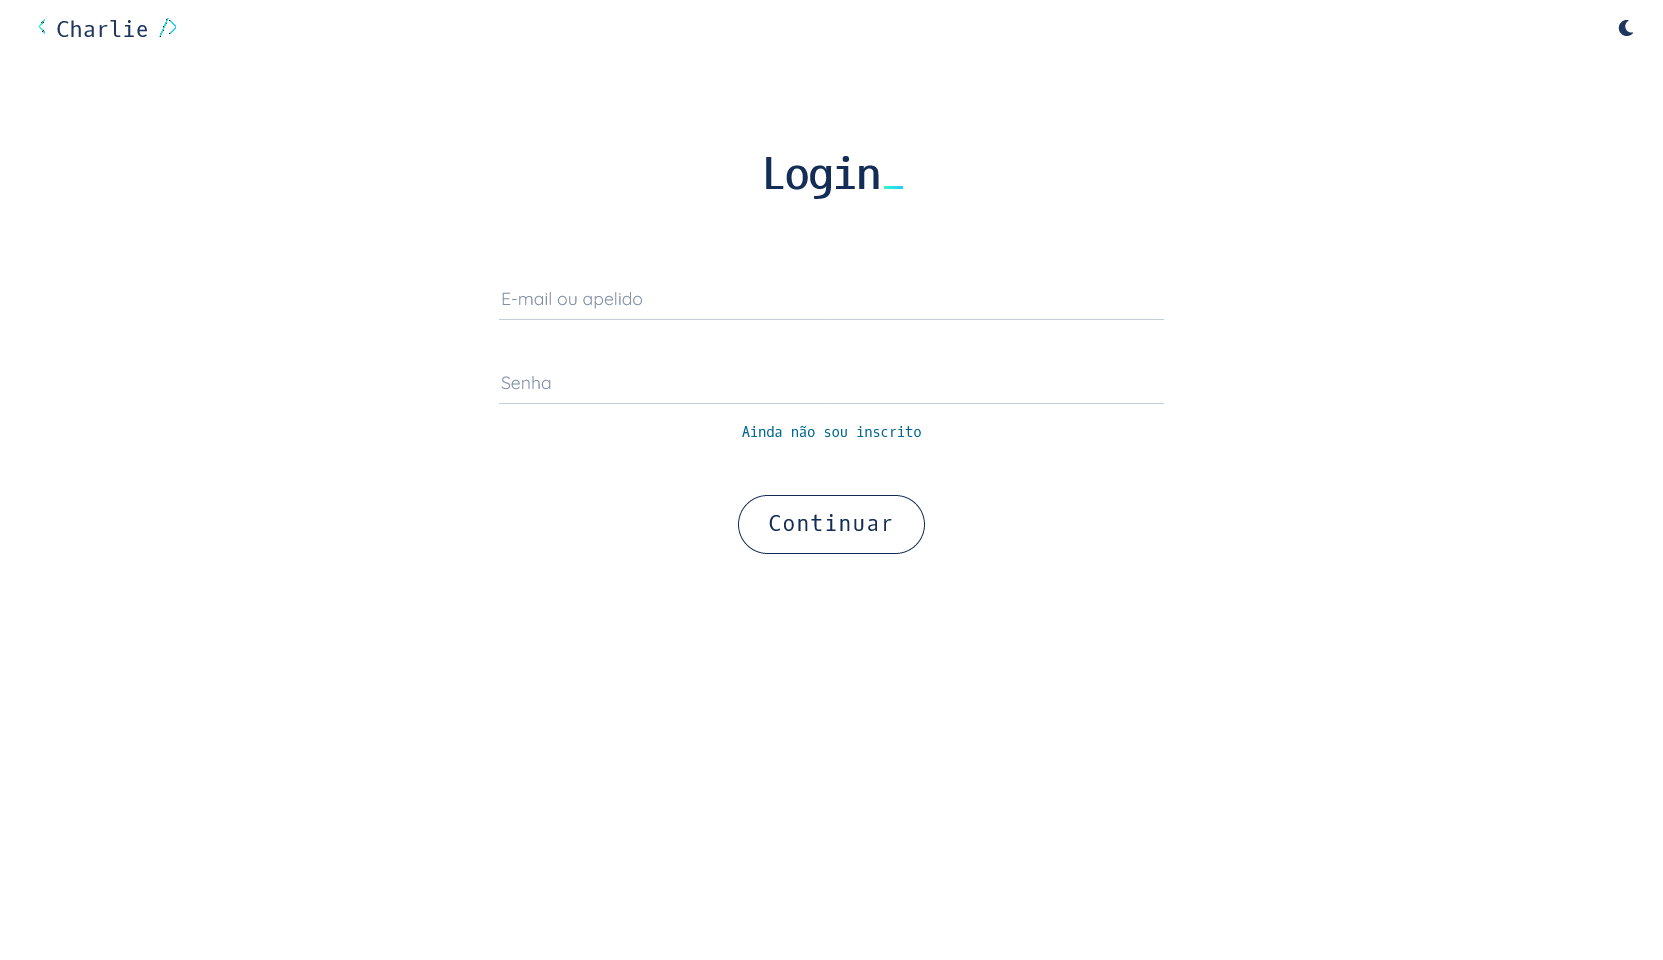 < Charlie />
Login_
E-mail ou apelido
Senha
Ainda não sou inscrito
Continuar